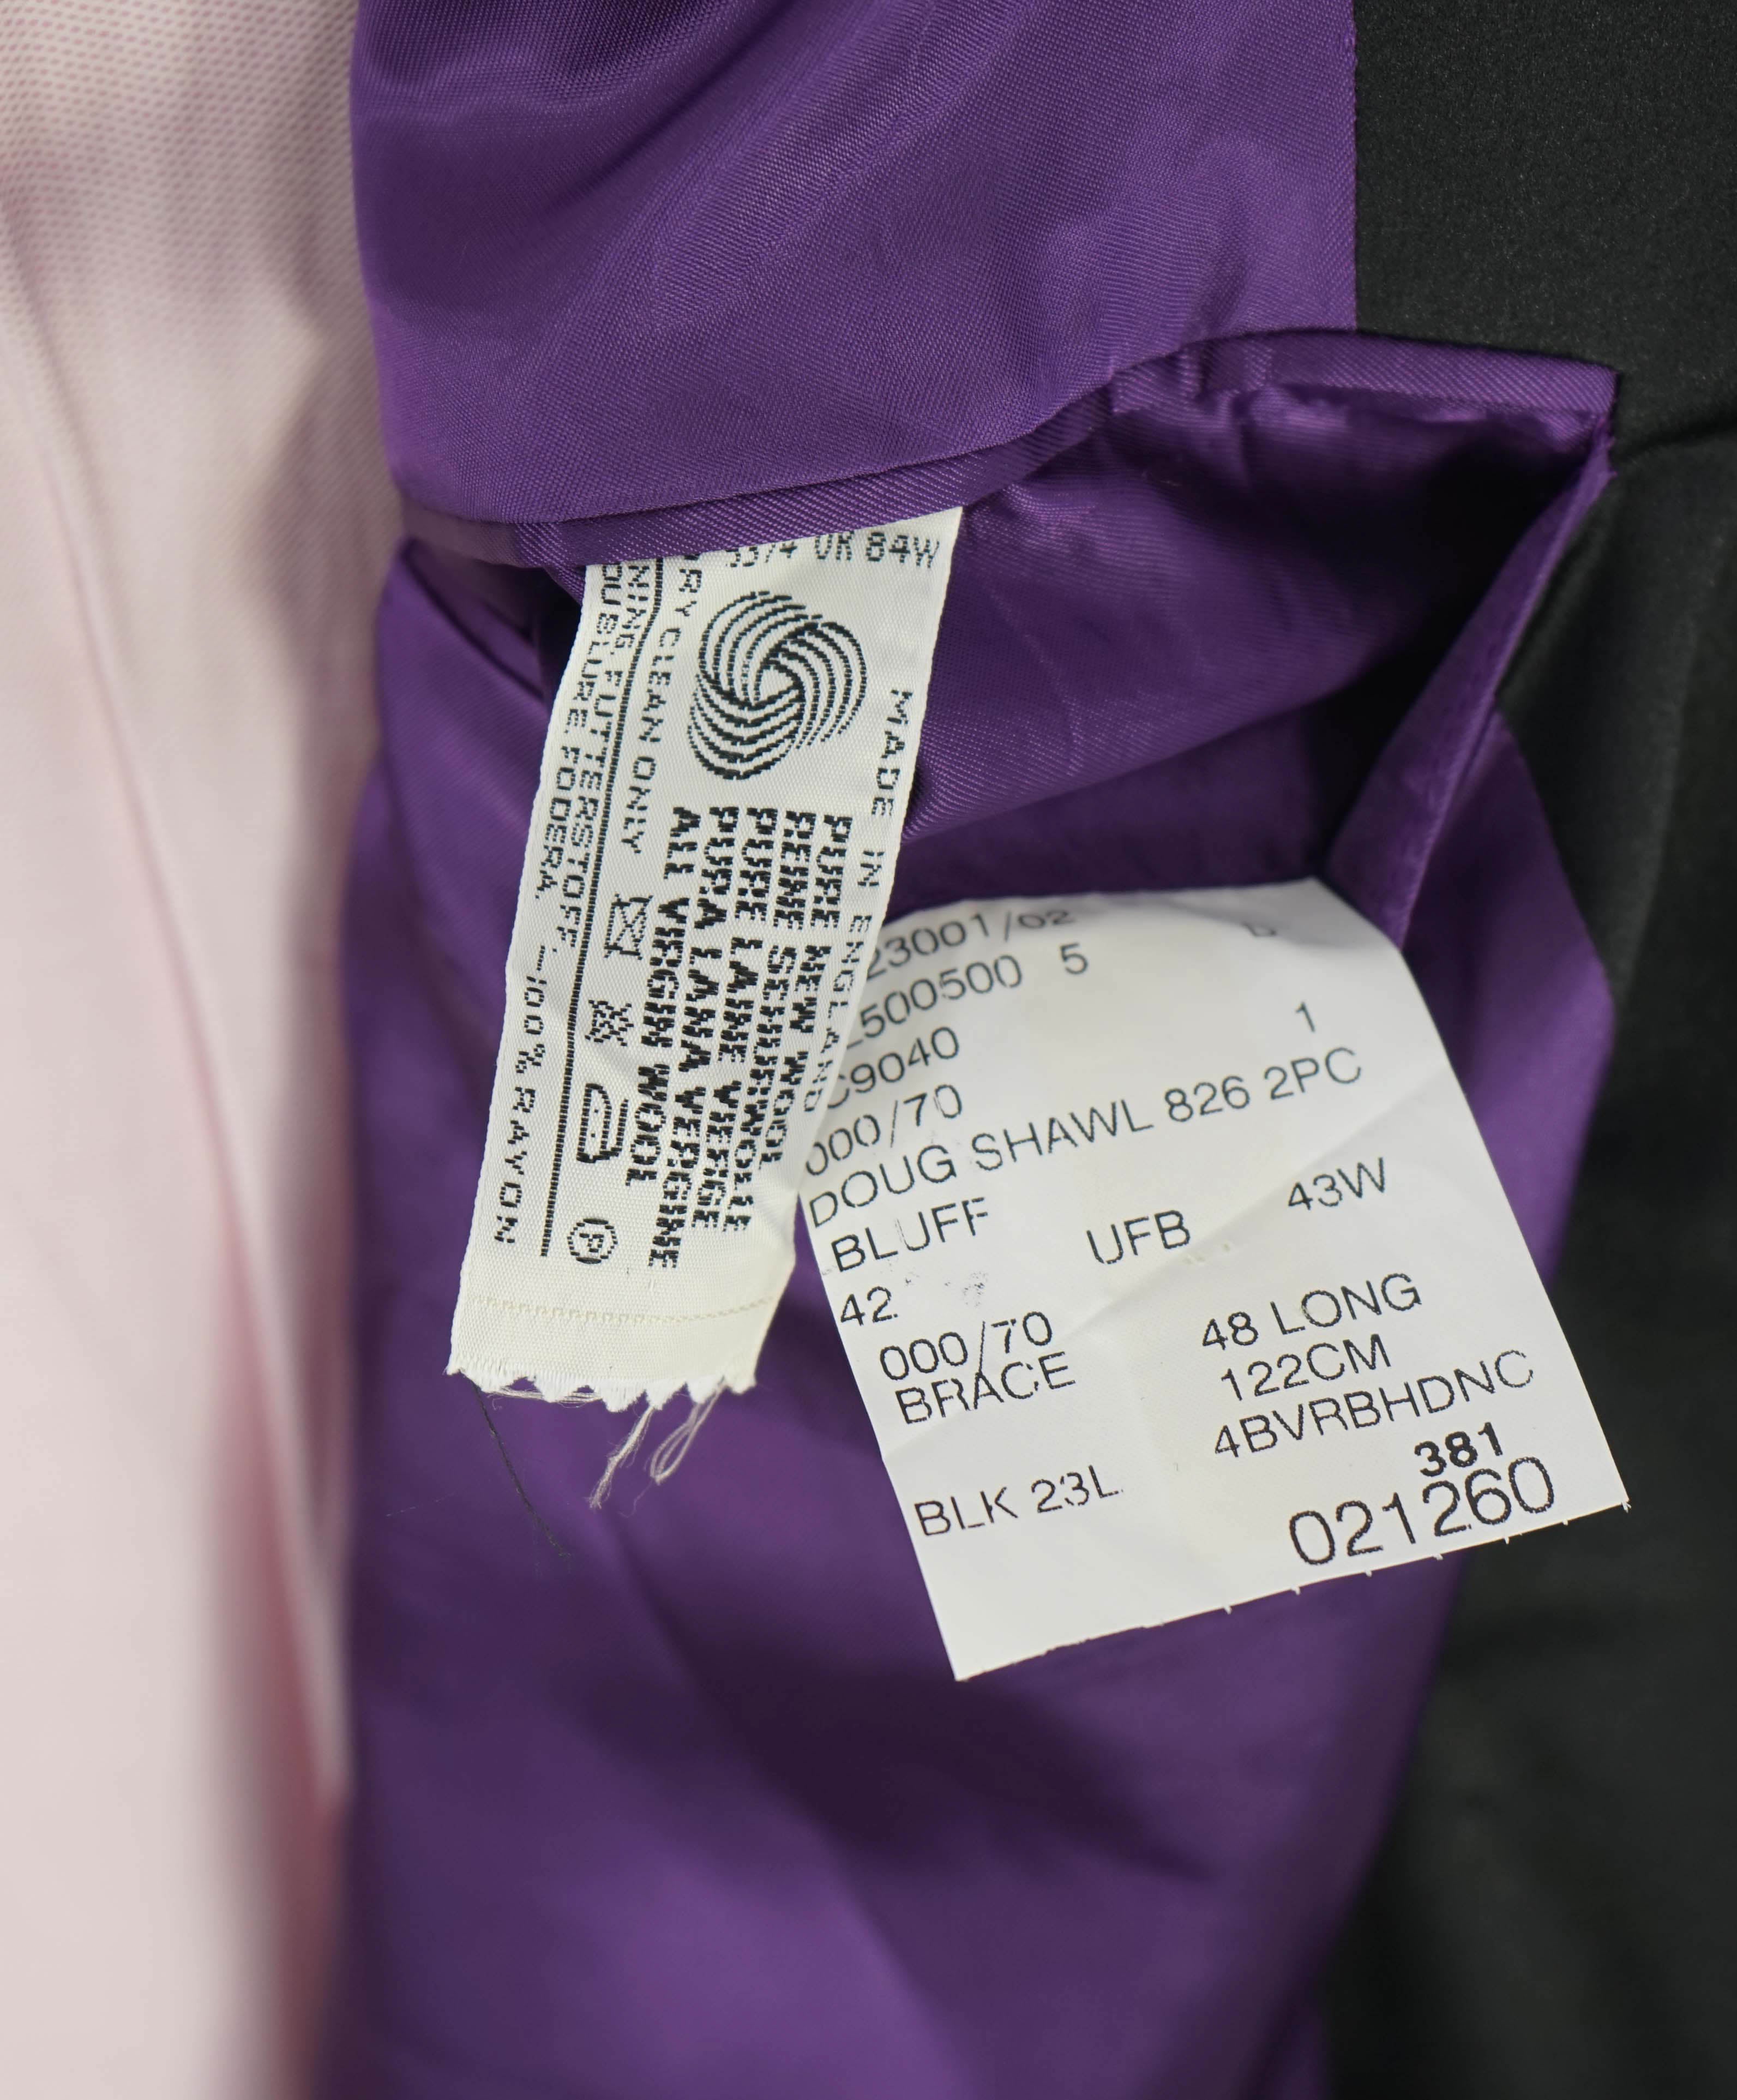 84W
MADE IN ENGLAND
PURE NEW WOOL
REINE SCHURWOLLE
PURE LAINE VIERGE
PURA LANA VERGINE
ALL VIRGIN WOOL
DRY CLEAN ONLY
P
FUTTERSTOFF,
DOUBLURE FODERA, —100% RAYON
23001/02
500500 5
C9040 1
000/70
DOUG SHAWL 826 2PC
BLUFF UFB 43W
42
000/70 48 LONG
BRACE 122CM
4BVRBHDNC
381
BLK 23L 021260